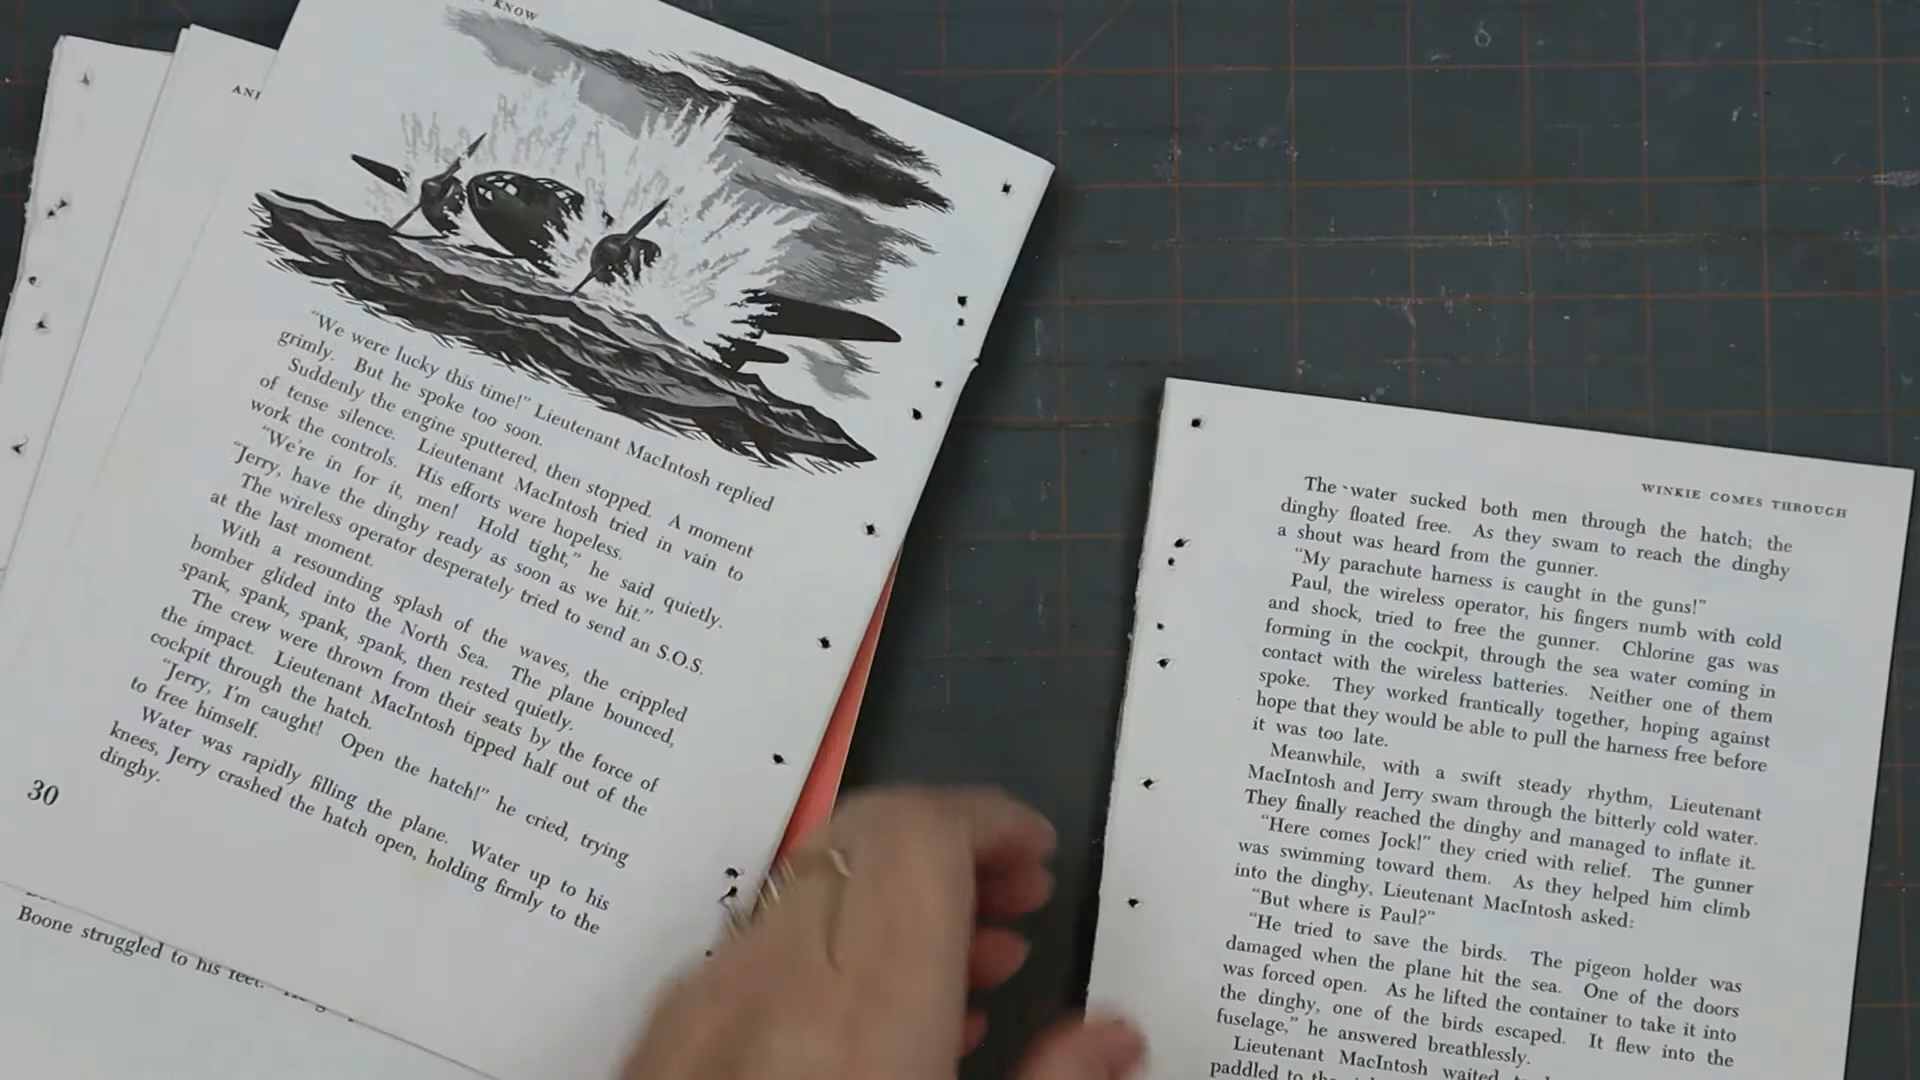 KNOW
"We were lucky this time!" Lieutenant MacIntosh replied
grimly. But he spoke too soon.
Suddenly the engine sputtered, then stopped. A moment
of tense silence. Lieutenant MacIntosh tried in vain to
work the controls. His efforts were hopeless.
"We're in for it, men! Hold tight," he said quietly.
"Jerry, have the dinghy ready as soon as we hit."
The wireless operator desperately tried to send an S.O.S.
at the last moment.
With a resounding splash of the waves, the crippled
bomber glided into the North Sea. The plane bounced,
spank, spank, spank, spank, then rested quietly.
The crew were thrown from their seats by the force of
the impact. Lieutenant MacIntosh tipped half out of the
cockpit through the hatch.
"Jerry, I'm caught! Open the hatch!" he cried, trying
to free himself.
Water was rapidly filling the plane. Water up to his
knees, Jerry crashed the hatch open, holding firmly to the
dinghy.
30
Boone struggled to his feet.
WINKIE COMES THROUGH
The water sucked both men through the hatch; the
dinghy floated free. As they swam to reach the dinghy
a shout was heard from the gunner.
"My parachute harness is caught in the guns!"
Paul, the wireless operator, his fingers numb with cold
and shock, tried to free the gunner. Chlorine gas was
forming in the cockpit, through the sea water coming in
contact with the wireless batteries. Neither one of them
spoke. They worked frantically together, hoping against
hope that they would be able to pull the harness free before
it was too late.
Meanwhile, with a swift steady rhythm, Lieutenant
MacIntosh and Jerry swam through the bitterly cold water.
They finally reached the dinghy and managed to inflate it.
"Here comes Jock!" they cried with relief. The gunner
was swimming toward them. As they helped him climb
into the dinghy, Lieutenant MacIntosh asked:
"But where is Paul?"
"He tried to save the birds. The pigeon holder was
damaged when the plane hit the sea. One of the doors
was forced open. As he lifted the container to take it into
the dinghy, one of the birds escaped. It flew into the
fuselage," he answered breathlessly.
Lieutenant MacIntosh waited
paddled to